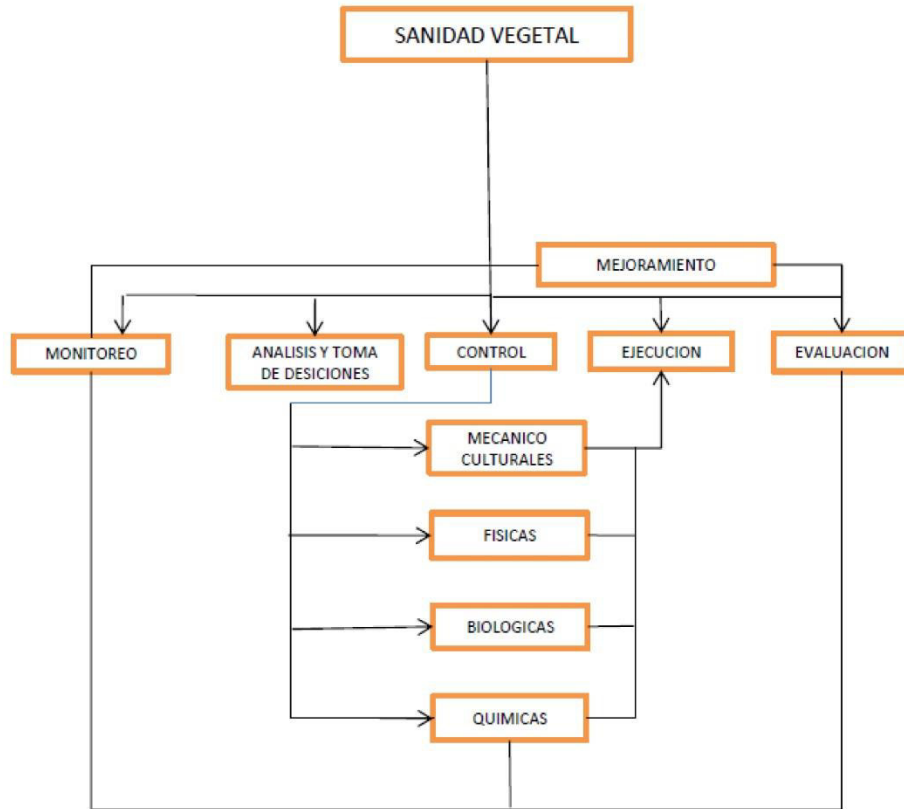 SANIDAD VEGETAL
MEJORAMIENTO
MONITOREO
ANALISIS Y TOMA
DE DESICIONES
CONTROL
EJECUCION
EVALUACION
MECANICO
CULTURALES
FISICAS
BIOLOGICAS
QUIMICAS